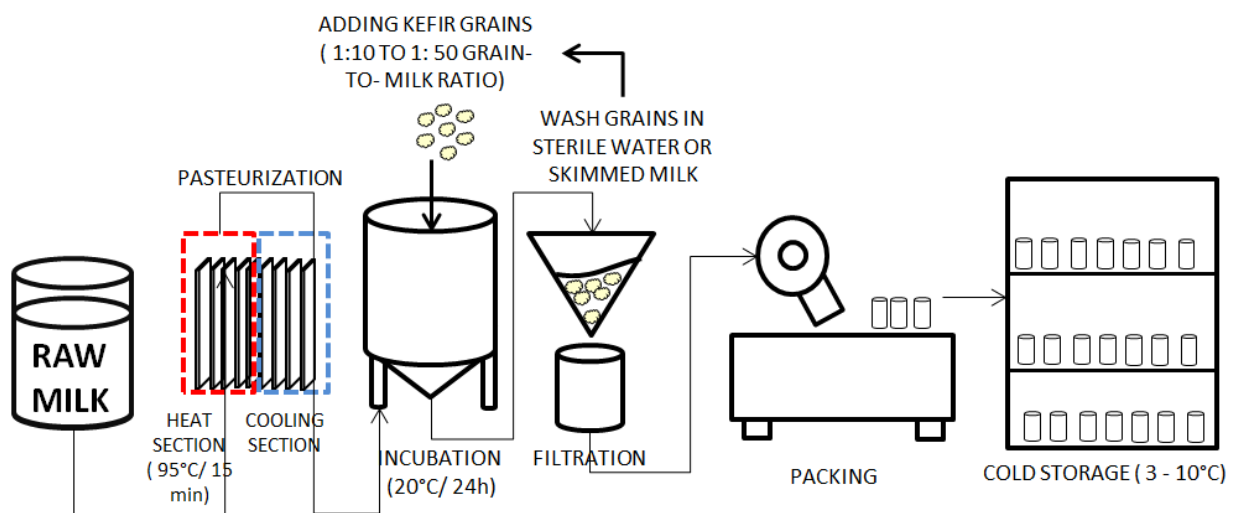 ADDING KEFIR GRAINS
( 1:10 TO 1: 50 GRAIN-
TO- MILK RATIO)
WASH GRAINS IN
STERILE WATER OR
SKIMMED MILK
PASTEURIZATION
RAW
MILK
HEAT
SECTION
( 95°C/ 15
min)
COOLING
SECTION
INCUBATION
(20°C/ 24h)
FILTRATION
PACKING
COLD STORAGE ( 3 - 10°C)